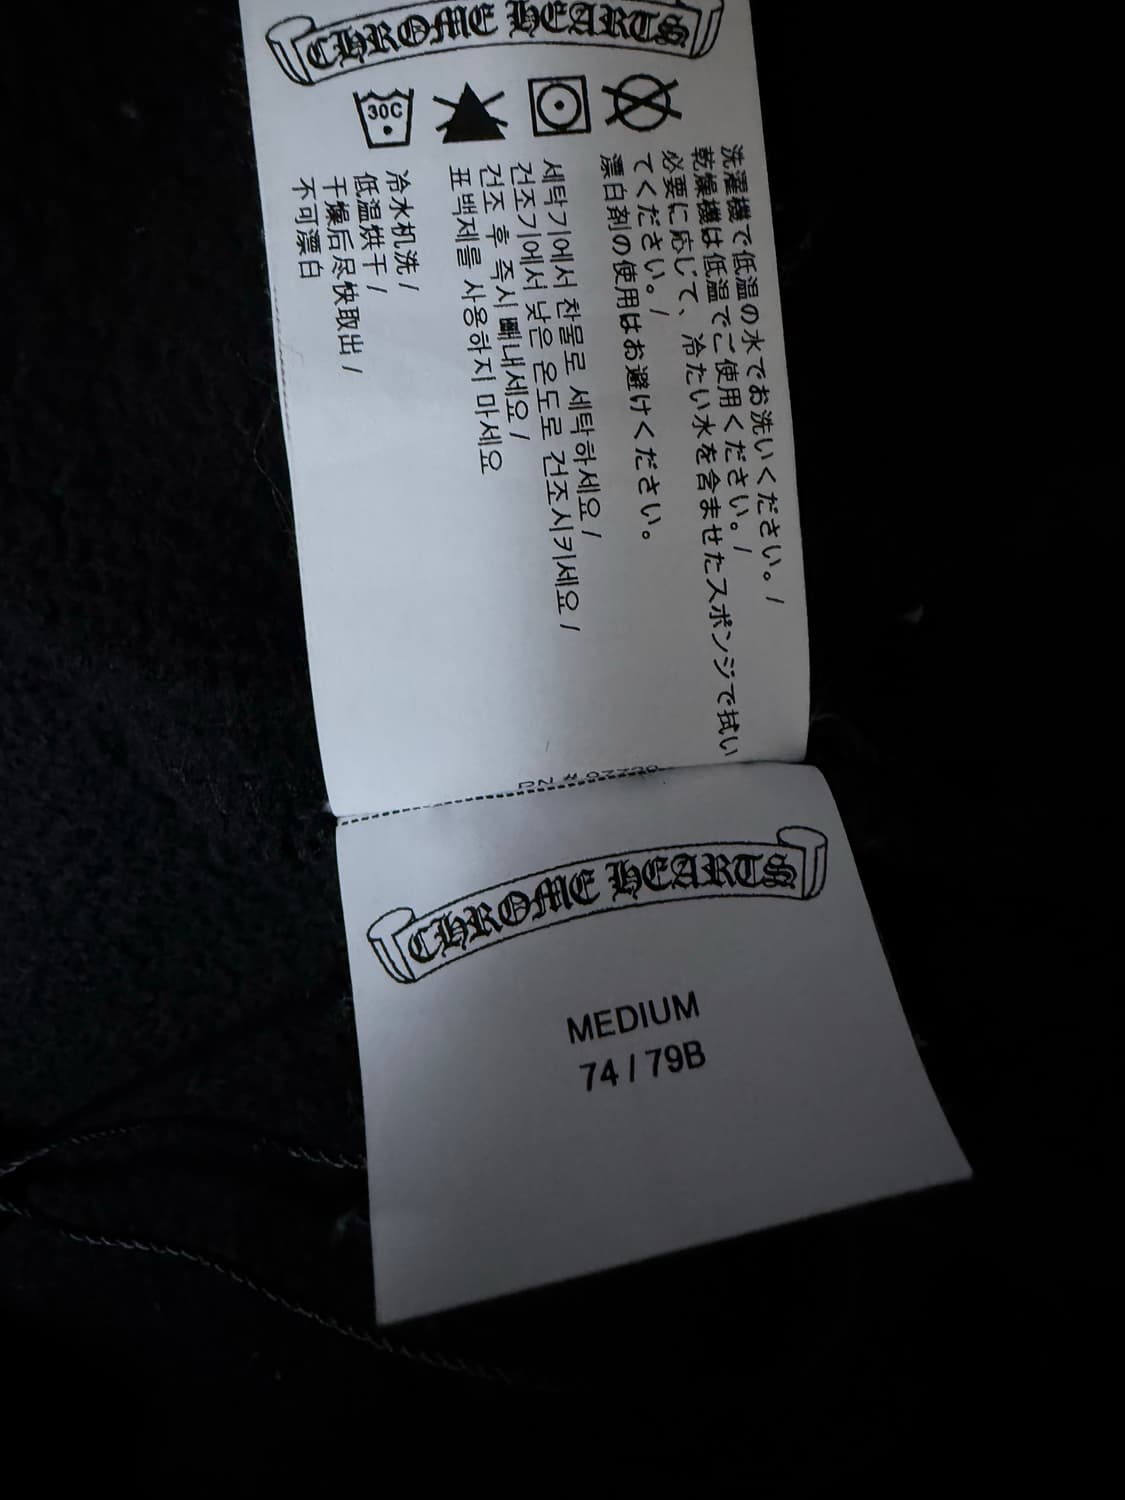 CHROME HEARTS
30C
洗濯機で低温の水でお洗いください。/
乾燥機は低温でご使用ください。/
必要に応じて、冷たい水を含ませたスポンジで拭い
てください。/
漂白剤の使用はお避けください。
세탁기에서 찬물로 세탁하세요/
건조기에서 낮은 온도로 건조시키세요/
건조 후 즉시 빼내세요/
표백제를 사용하지 마세요
冷水机洗/
低温烘干/
干燥后尽快取出/
不可漂白
CHROME HEARTS
MEDIUM
74 / 79B